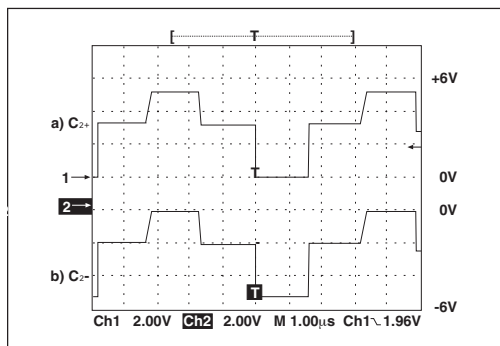 [ T ]
+6V
a) C2+
T
1→ 0V
2→ 0V
b) C2-
T
-6V
Ch1 2.00V Ch2 2.00V M 1.00µs Ch1 1.96V